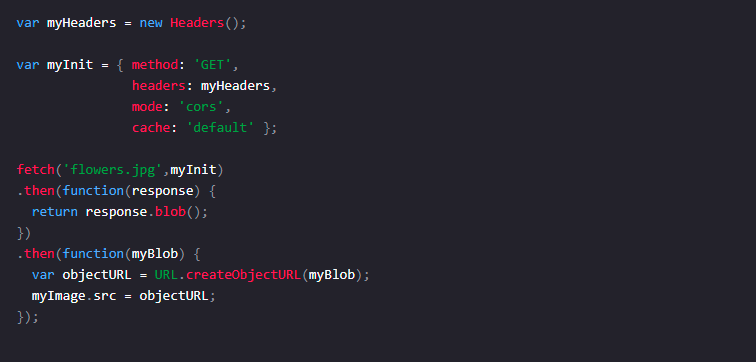 var myHeaders = new Headers();
var myInit = { method: 'GET',
headers: myHeaders,
mode: 'cors',
cache: 'default' };
fetch('flowers.jpg',myInit)
.then(function(response) {
return response.blob();
})
.then(function(myBlob) {
var objectURL = URL.createObjectURL(myBlob);
myImage.src = objectURL;
});